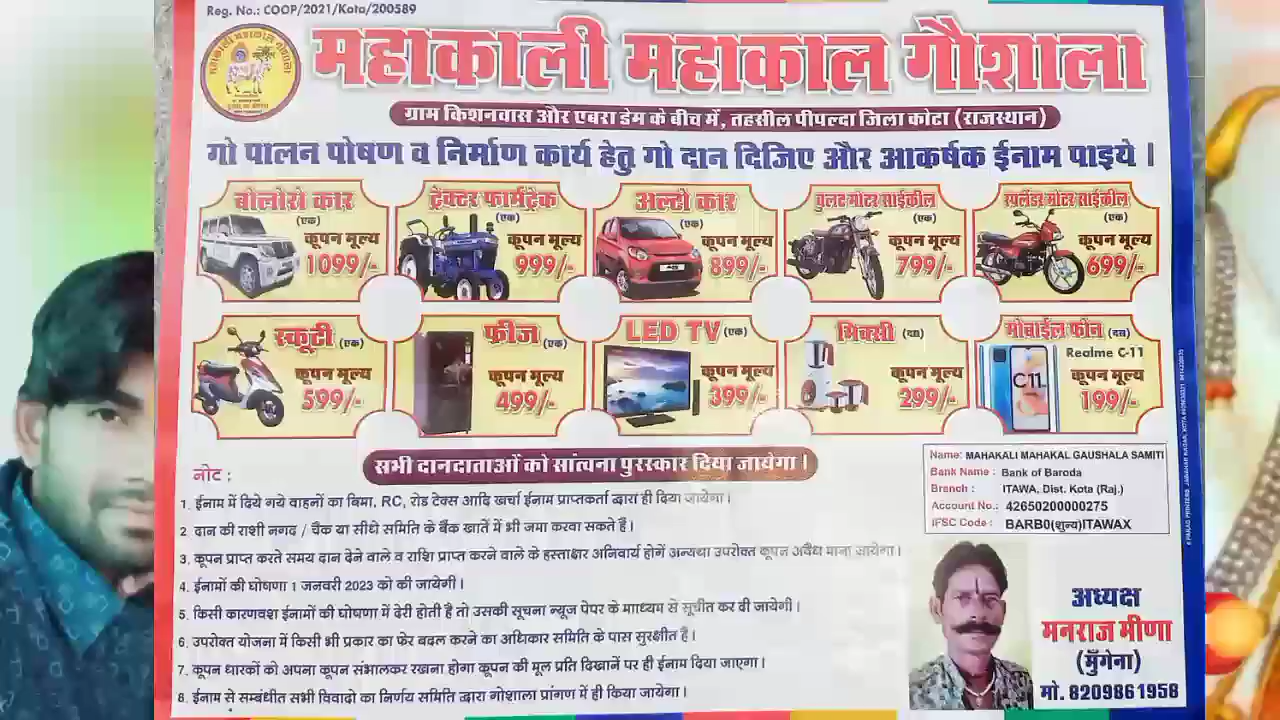 Reg. No.: COOP/2021/Kota/200589
महाकाली महाकाल गौशाला
ग्राम किशनवास और एबरा डेम के बीच में, तहसील पीपल्दा जिला कोटा (राजस्थान)
गो पालन पोषण व निर्माण कार्य हेतु गो दान दिजिए और आकर्षक ईनाम पाइये ।
बोलोरो कार
(एक)
कूपन मूल्य
1099/-
ट्रेक्टर फार्मट्रेक
(एक)
कूपन मूल्य
999/-
अल्टो कार
(एक)
कूपन मूल्य
899/-
बुलट मोटर साईकील
(एक)
कूपन मूल्य
799/-
स्पलेंडर मोटर साईकील
(एक)
कूपन मूल्य
699/-
स्कूटी (एक)
कूपन मूल्य
599/-
फ्रीज (एक)
कूपन मूल्य
499/-
LED TV (एक)
कूपन मूल्य
399/-
मिक्सी (दस)
कूपन मूल्य
299/-
मोबाईल फोन (दस)
Realme C-11
C11
कूपन मूल्य
199/-
सभी दानदाताओं को सांत्वना पुरस्कार दिया जायेगा ।
नोट :
1. ईनाम में दिये गये वाहनों का बिमा, RC, रोड टेक्स आदि खर्चा ईनाम प्राप्तकर्ता द्वारा ही दिया जायेगा ।
2. दान की राशी नगद / चैक या सीधे समिति के बैंक खातें में भी जमा करवा सकते है ।
3. कूपन प्राप्त करते समय दान देने वाले व राशि प्राप्त करने वाले के हस्ताक्षर अनिवार्य होगें अन्यथा उपरोक्त कूपन अवैध माना जायेगा ।
4. ईनामों की घोषणा 1 जनवरी 2023 को की जायेगी ।
5. किसी कारणवश ईनामों की घोषणा में देरी होती है तो उसकी सूचना न्यूज पेपर के माध्यम से सूचीत कर दी जायेगी ।
6. उपरोक्त योजना में किसी भी प्रकार का फेर बदल करने का अधिकार समिति के पास सुरक्षीत है ।
7. कूपन धारकों को अपना कूपन संभालकर रखना होगा कूपन की मूल प्रति दिखानें पर ही ईनाम दिया जाएगा ।
8. ईनाम से सम्बंधीत सभी विवादो का निर्णय समिति द्वारा गोशाला प्रांगण में ही किया जायेगा ।
Name: MAHAKALI MAHAKAL GAUSHALA SAMITI
Bank Name : Bank of Baroda
Branch : ITAWA, Dist. Kota (Raj.)
Account No.: 42650200000275
IFSC Code : BARB0(शुन्य)ITAWAX
अध्यक्ष
मनराज मीणा
(मुँगेना)
मो. 8209861958